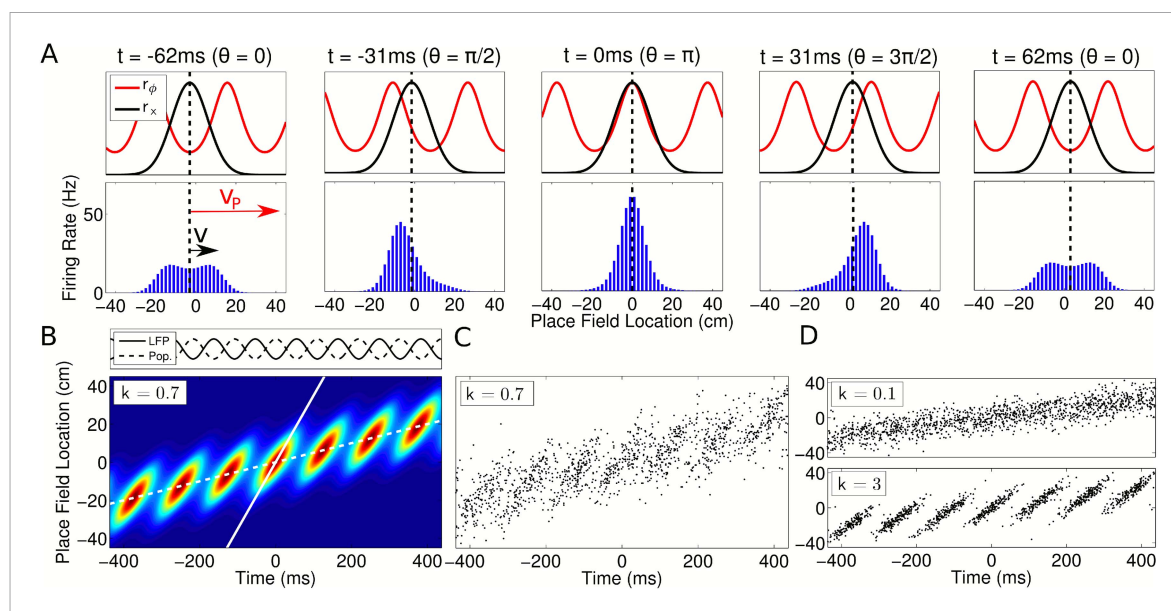 A
t = -62ms (θ = 0)
t = -31ms (θ = π/2)
t = 0ms (θ = π)
t = 31ms (θ = 3π/2)
t = 62ms (θ = 0)
r_ϕ
r_x
Firing Rate (Hz)
50
0
V_P
V
−40 −20 0 20 40
−40 −20 0 20 40
−40 −20 0 20 40
−40 −20 0 20 40
−40 −20 0 20 40
Place Field Location (cm)
B
LFP
Pop.
k = 0.7
Place Field Location (cm)
40
20
0
−20
−40
−400 −200 0 200 400
Time (ms)
C
k = 0.7
−400 −200 0 200 400
Time (ms)
D
k = 0.1
40
0
−40
k = 3
40
0
−40
−400 −200 0 200 400
Time (ms)